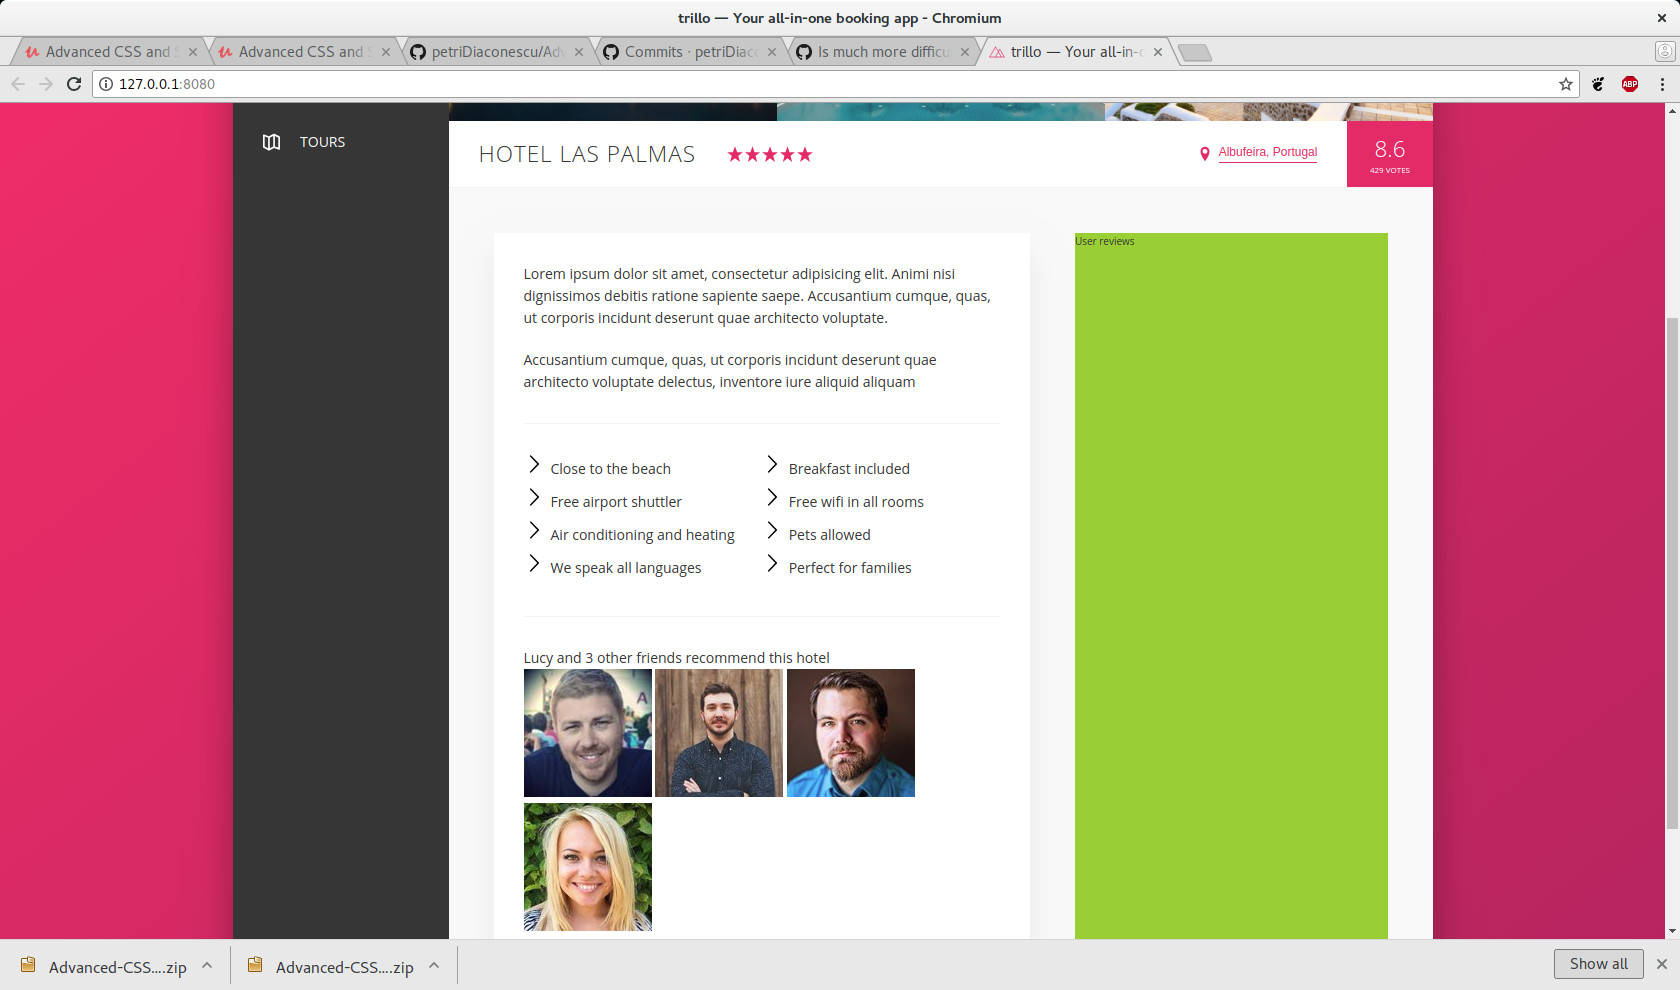 trillo — Your all-in-one booking app - Chromium
Advanced CSS and S
Advanced CSS and S
petriDiaconescu/Adv
Commits · petriDiaco
Is much more difficu
trillo — Your all-in-o
127.0.0.1:8080
ABP
TOURS
HOTEL LAS PALMAS
Albufeira, Portugal
8.6
429 VOTES
Lorem ipsum dolor sit amet, consectetur adipisicing elit. Animi nisi
dignissimos debitis ratione sapiente saepe. Accusantium cumque, quas,
ut corporis incidunt deserunt quae architecto voluptate.
Accusantium cumque, quas, ut corporis incidunt deserunt quae
architecto voluptate delectus, inventore iure aliquid aliquam
Close to the beach
Free airport shuttler
Air conditioning and heating
We speak all languages
Breakfast included
Free wifi in all rooms
Pets allowed
Perfect for families
Lucy and 3 other friends recommend this hotel
User reviews
Advanced-CSS....zip
Advanced-CSS....zip
Show all